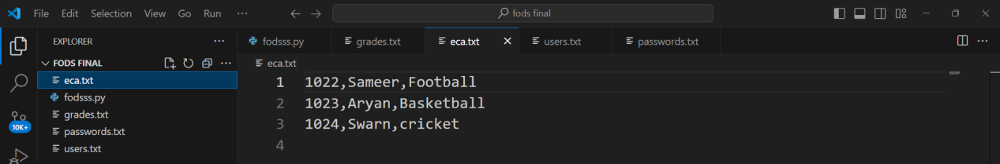 File Edit Selection View Go Run ··· fods final
EXPLORER ···
fodsss.py grades.txt eca.txt users.txt passwords.txt ···
FODS FINAL ···
eca.txt
eca.txt
fodsss.py
grades.txt
passwords.txt
users.txt
10K+
1 1022,Sameer,Football
2 1023,Aryan,Basketball
3 1024,Swarn,cricket
4